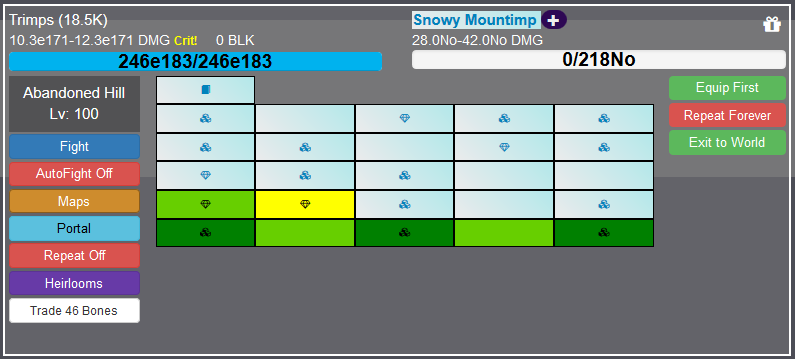 Trimps (18.5K)
10.3e171-12.3e171 DMG Crit! 0 BLK
246e183/246e183
Snowy Mountimp
28.0No-42.0No DMG
0/218No
Abandoned Hill
Lv: 100
Fight
AutoFight Off
Maps
Portal
Repeat Off
Heirlooms
Trade 46 Bones
Equip First
Repeat Forever
Exit to World